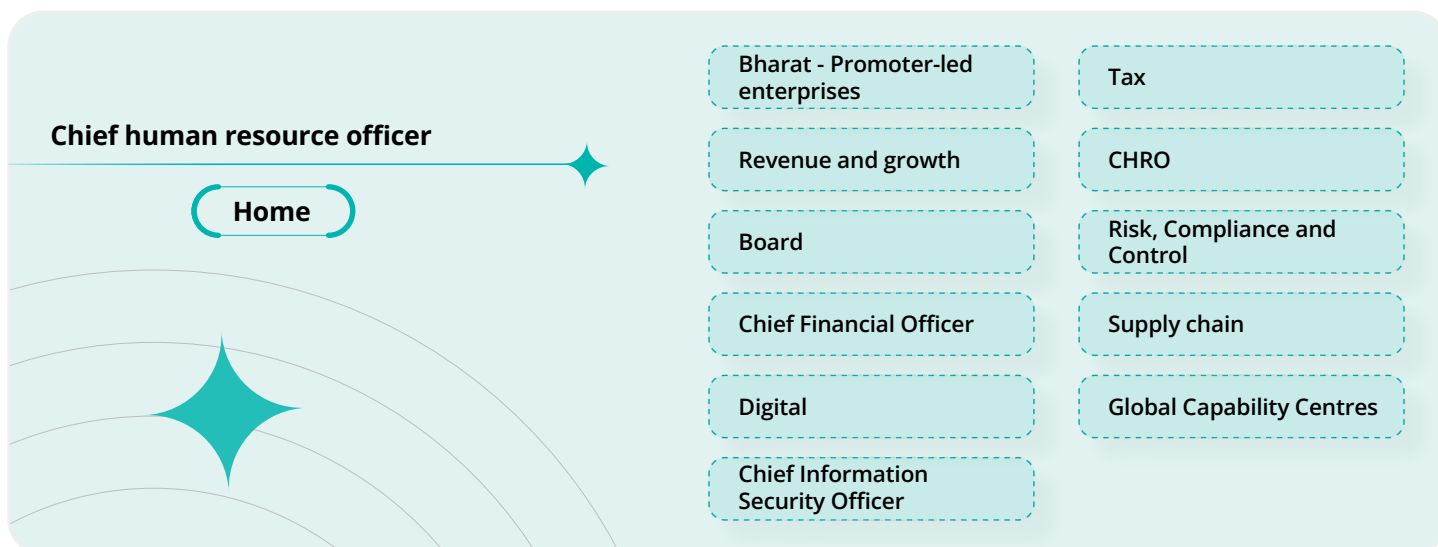 Chief human resource officer
Home
Bharat - Promoter-led
enterprises
Revenue and growth
Board
Chief Financial Officer
Digital
Chief Information
Security Officer
Tax
CHRO
Risk, Compliance and
Control
Supply chain
Global Capability Centres